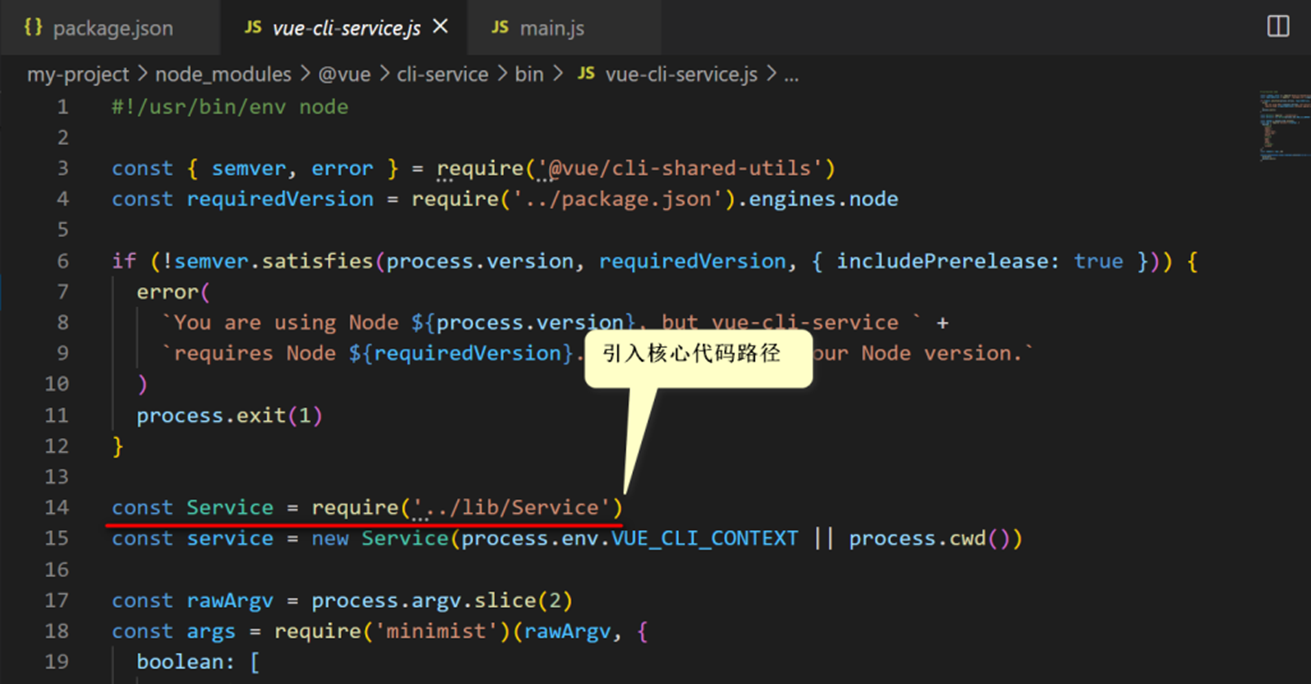 {} package.json JS vue-cli-service.js × JS main.js
my-project > node_modules > @vue > cli-service > bin > JS vue-cli-service.js > ...
1 #!/usr/bin/env node
2
3 const { semver, error } = require('@vue/cli-shared-utils')
4 const requiredVersion = require('../package.json').engines.node
5
6 if (!semver.satisfies(process.version, requiredVersion, { includePrerelease: true })) {
7 error(
8 `You are using Node ${process.version}, but vue-cli-service ` +
9 `requires Node ${requiredVersion}. our Node version.`
引入核心代码路径
10 )
11 process.exit(1)
12 }
13
14 const Service = require('../lib/Service')
15 const service = new Service(process.env.VUE_CLI_CONTEXT || process.cwd())
16
17 const rawArgv = process.argv.slice(2)
18 const args = require('minimist')(rawArgv, {
19 boolean: [